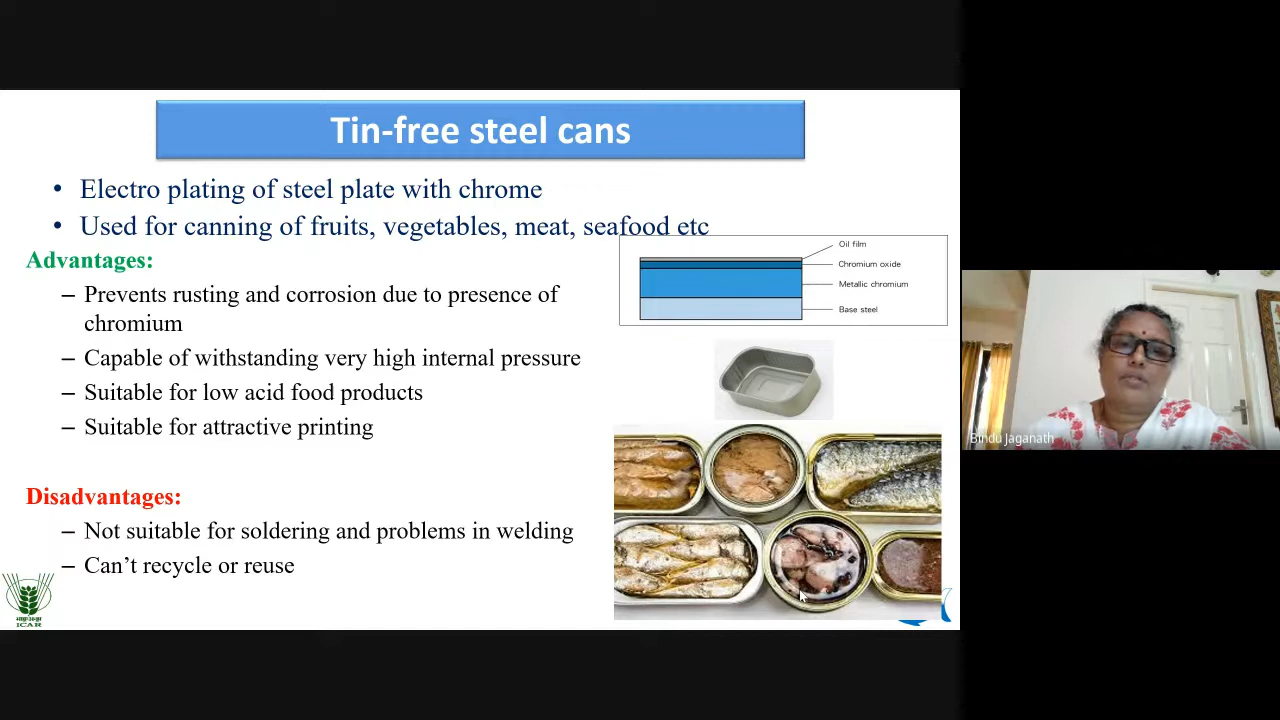 Tin-free steel cans
• Electro plating of steel plate with chrome
• Used for canning of fruits, vegetables, meat, seafood etc
Advantages:
– Prevents rusting and corrosion due to presence of
chromium
– Capable of withstanding very high internal pressure
– Suitable for low acid food products
– Suitable for attractive printing
Disadvantages:
– Not suitable for soldering and problems in welding
– Can’t recycle or reuse
Oil film
Chromium oxide
Metallic chromium
Base steel
ICAR
Bindu Jaganath